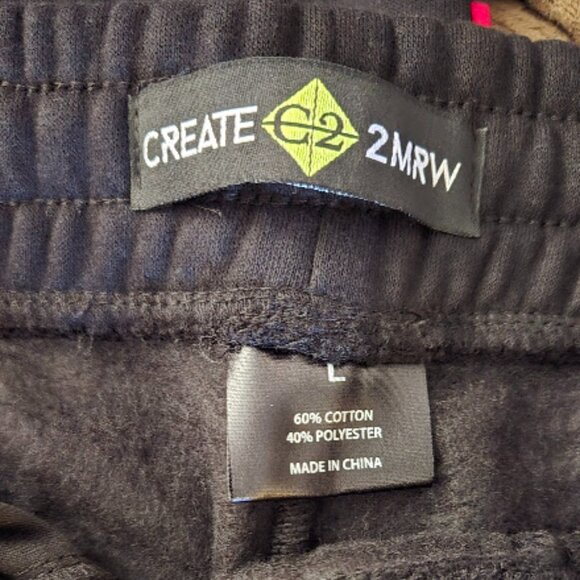 CREATE C2 2MRW
L
60% COTTON
40% POLYESTER
MADE IN CHINA